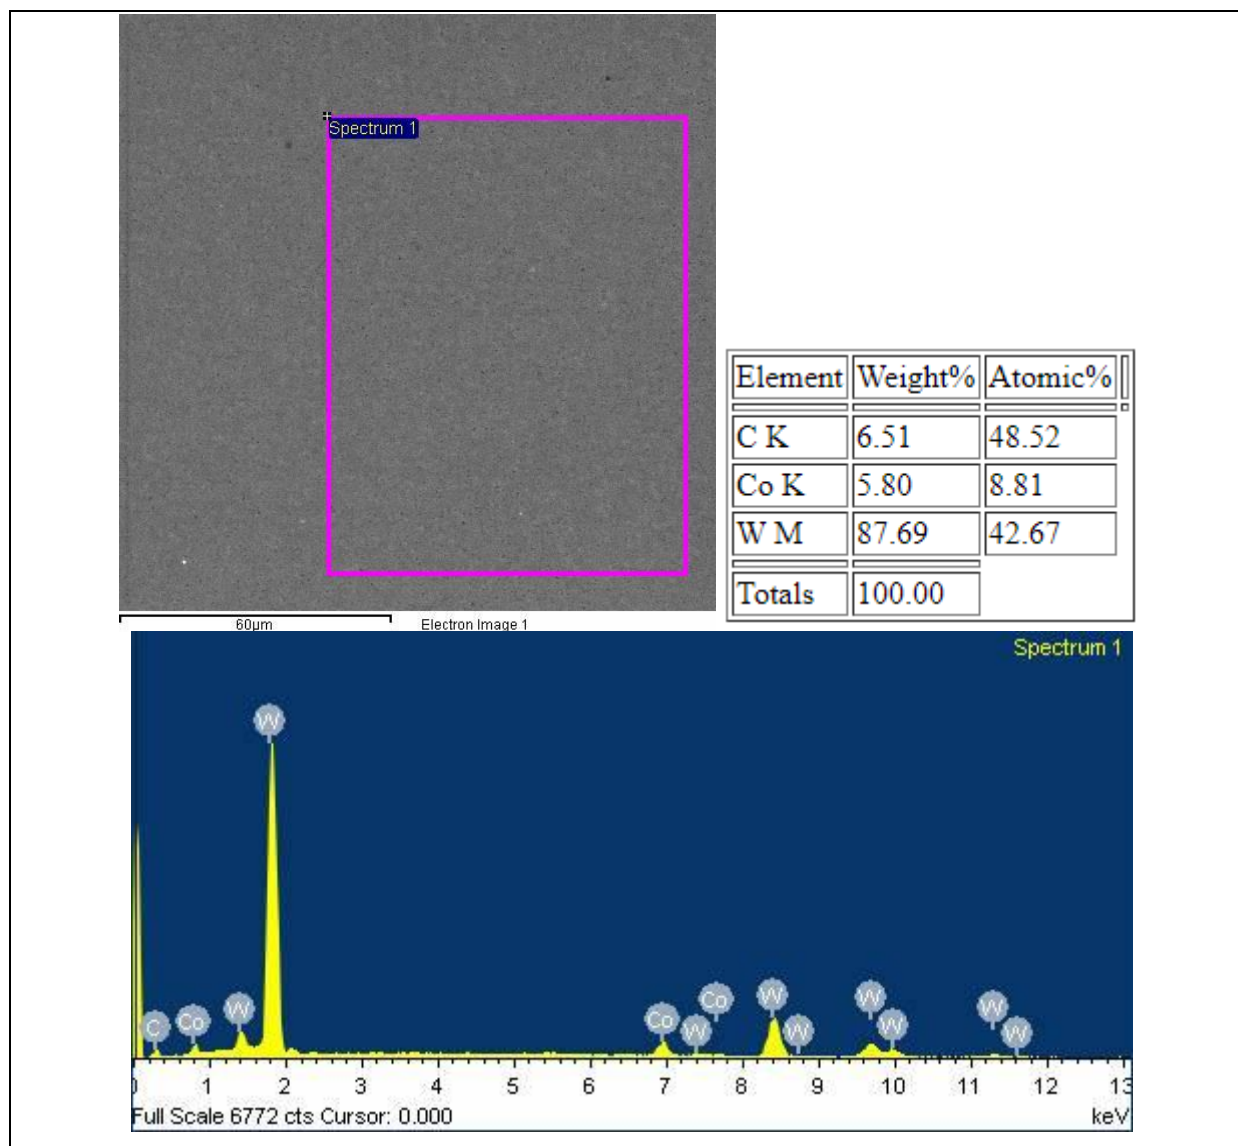 Spectrum 1
60µm
Electron Image 1
Element Weight% Atomic%
C K 6.51 48.52
Co K 5.80 8.81
W M 87.69 42.67
Totals 100.00
Spectrum 1
W
C Co W Co W Co W W W W W W
0 1 2 3 4 5 6 7 8 9 10 11 12 13
Full Scale 6772 cts Cursor: 0.000 keV